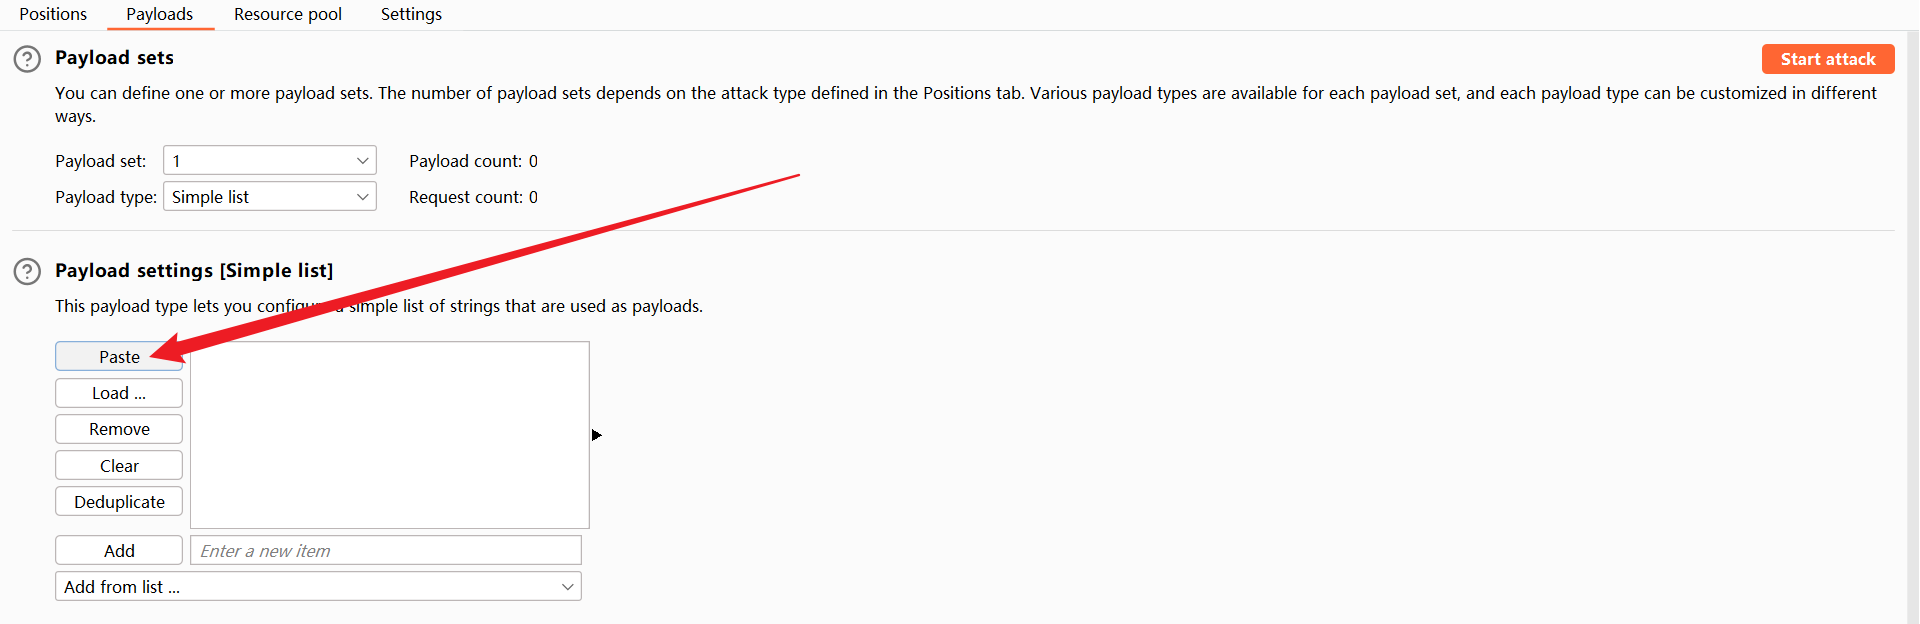 Positions Payloads Resource pool Settings
? Payload sets Start attack
You can define one or more payload sets. The number of payload sets depends on the attack type defined in the Positions tab. Various payload types are available for each payload set, and each payload type can be customized in different
ways.
Payload set: 1 Payload count: 0
Payload type: Simple list Request count: 0
? Payload settings [Simple list]
This payload type lets you simple list of strings that are used as payloads.
Paste
Load ...
Remove
Clear
Deduplicate
Add Enter a new item
Add from list ...